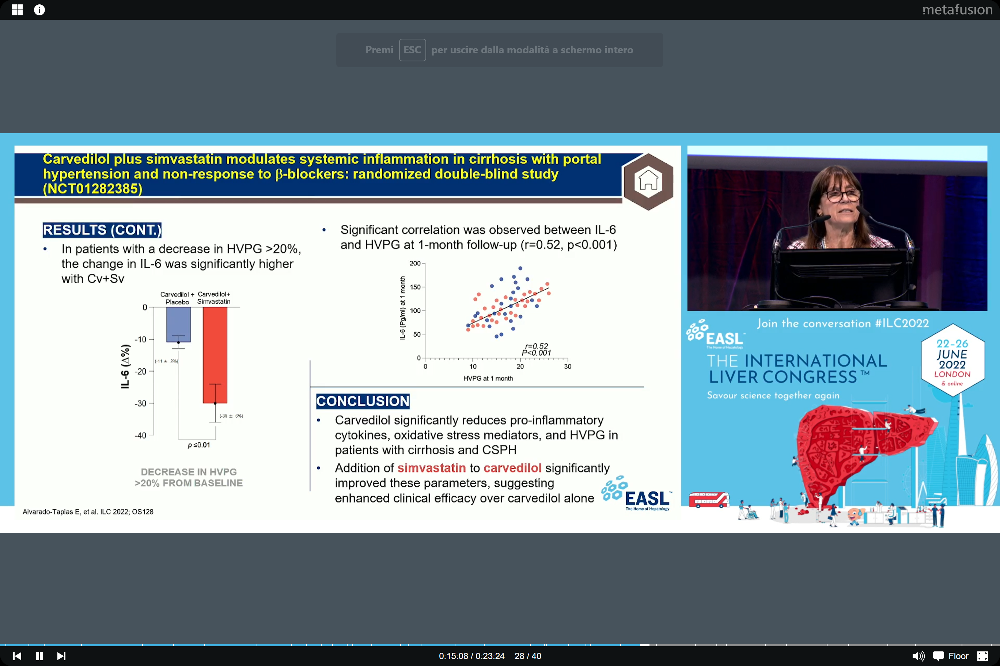 metafusion
Premi ESC per uscire dalla modalità a schermo intero
Carvedilol plus simvastatin modulates systemic inflammation in cirrhosis with portal
hypertension and non-response to β-blockers: randomized double-blind study
(NCT01282385)
RESULTS (CONT.)
• In patients with a decrease in HVPG >20%,
the change in IL-6 was significantly higher
with Cv+Sv
Carvedilol +
Placebo
Carvedilol+
Simvastatin
IL-6 (Δ%)
0
-10
-20
-30
-40
(-11 ± 2%)
(-30 ± 6%)
p ≤0.01
DECREASE IN HVPG
>20% FROM BASELINE
Alvarado-Tapias E, et al. ILC 2022; OS128
• Significant correlation was observed between IL-6
and HVPG at 1-month follow-up (r=0.52, p<0.001)
IL-6 (Pg/ml) at 1 month
200
150
100
50
0
r=0.52
P<0.001
0 10 20 30
HVPG at 1 month
CONCLUSION
• Carvedilol significantly reduces pro-inflammatory
cytokines, oxidative stress mediators, and HVPG in
patients with cirrhosis and CSPH
• Addition of simvastatin to carvedilol significantly
improved these parameters, suggesting
enhanced clinical efficacy over carvedilol alone
EASL™
The Home of Hepatology
Join the conversation #ILC2022
EASL™
The Home of Hepatology
THE INTERNATIONAL
LIVER CONGRESS™
Savour science together again
22-26
JUNE
2022
LONDON
& online
0:15:08 / 0:23:24 28 / 40
Floor